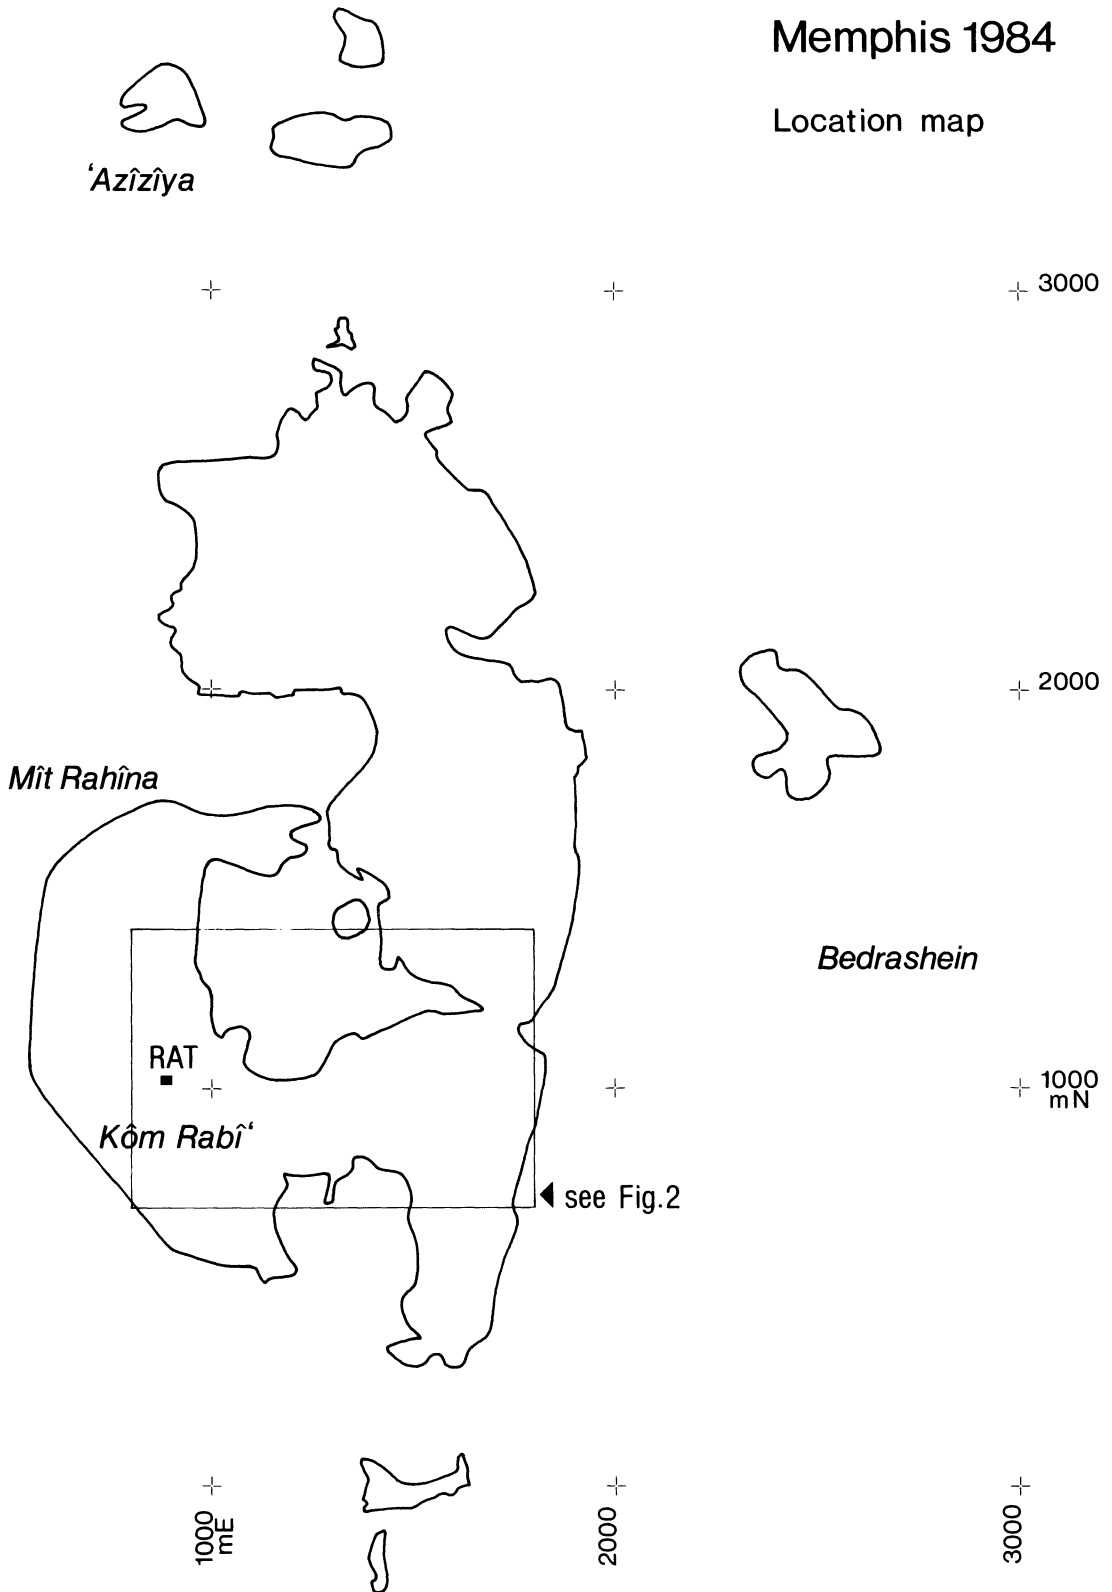 Memphis 1984
Location map
‘Azîzîya
3000
2000
Mît Rahîna
Bedrashein
RAT
1000
mN
Kôm Rabî‘
see Fig.2
1000
mE
2000
3000